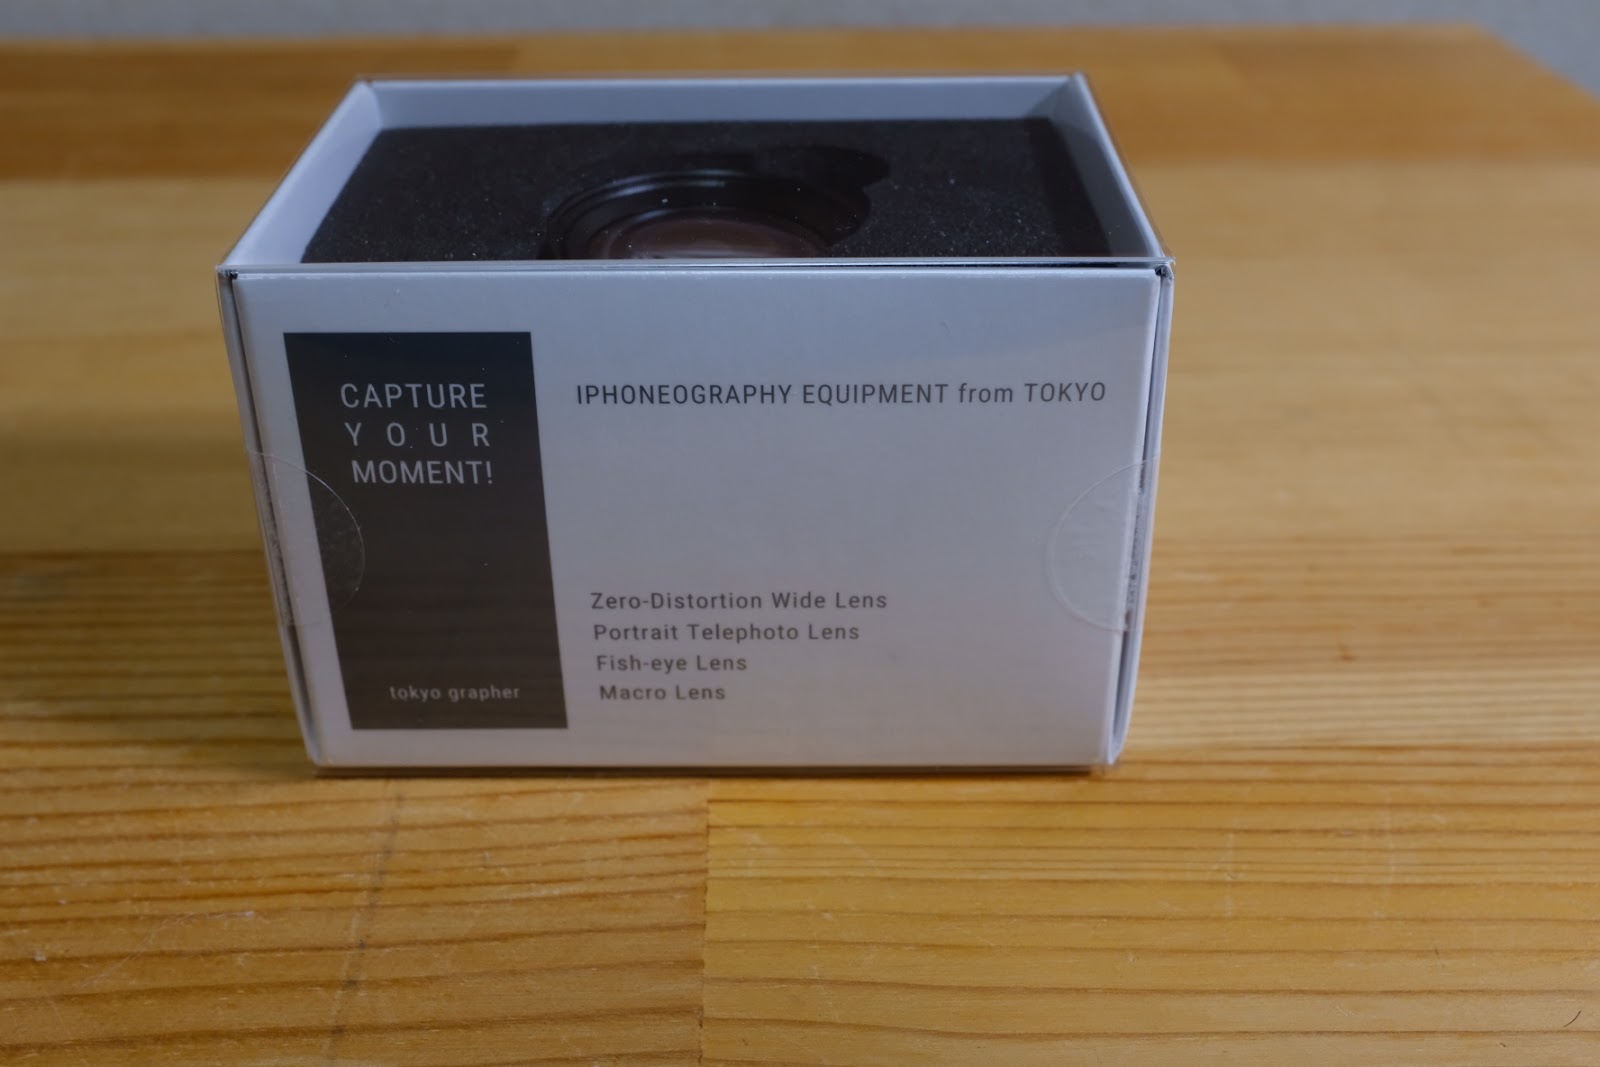 CAPTURE
YOUR
MOMENT!
tokyo grapher
IPHONEOGRAPHY EQUIPMENT from TOKYO
Zero-Distortion Wide Lens
Portrait Telephoto Lens
Fish-eye Lens
Macro Lens